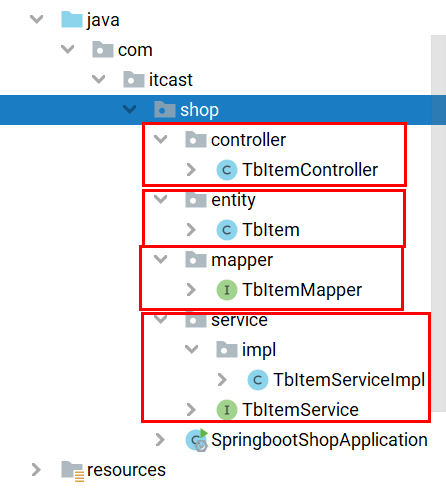 java
com
itcast
shop
controller
C TbItemController
entity
C TbItem
mapper
I TbItemMapper
service
impl
C TbItemServiceImpl
I TbItemService
C SpringbootShopApplication
resources